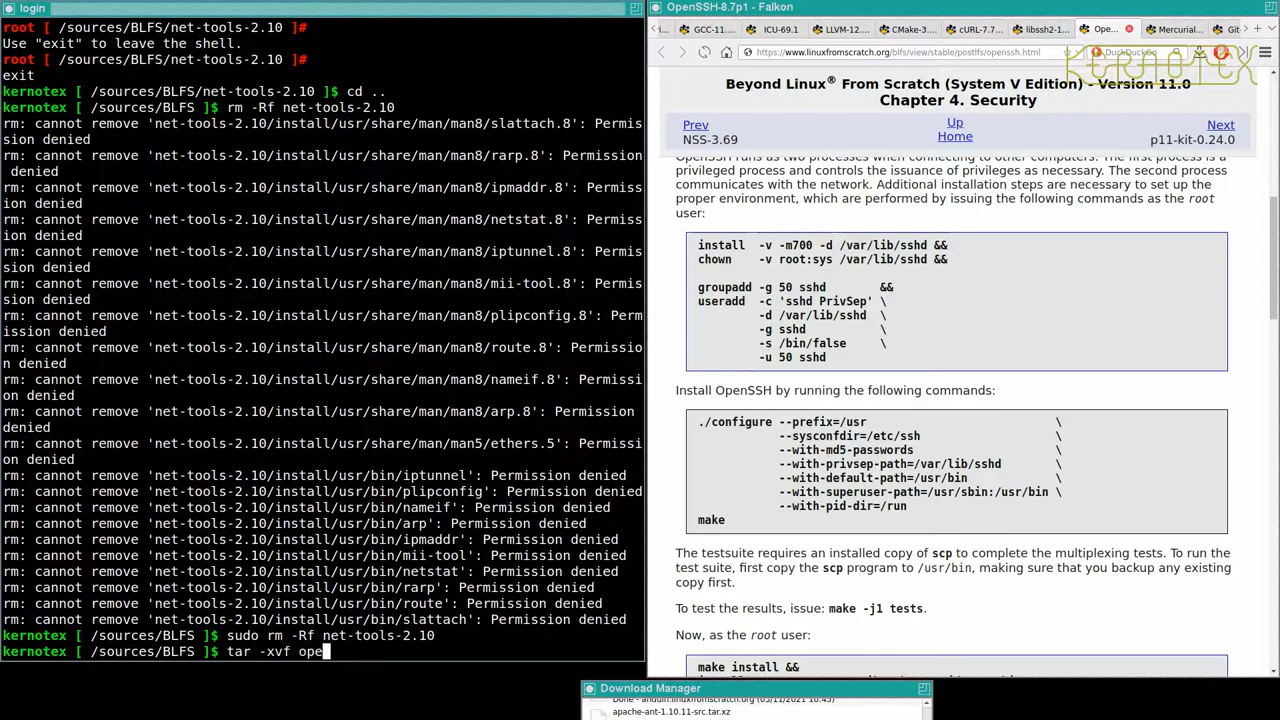 login
root [ /sources/BLFS/net-tools-2.10 ]#
Use "exit" to leave the shell.
root [ /sources/BLFS/net-tools-2.10 ]#
exit
kernotex [ /sources/BLFS/net-tools-2.10 ]$ cd ..
kernotex [ /sources/BLFS ]$ rm -Rf net-tools-2.10
rm: cannot remove 'net-tools-2.10/install/usr/share/man/man8/slattach.8': Permis
sion denied
rm: cannot remove 'net-tools-2.10/install/usr/share/man/man8/rarp.8': Permission
 denied
rm: cannot remove 'net-tools-2.10/install/usr/share/man/man8/ipmaddr.8': Permiss
ion denied
rm: cannot remove 'net-tools-2.10/install/usr/share/man/man8/netstat.8': Permiss
ion denied
rm: cannot remove 'net-tools-2.10/install/usr/share/man/man8/iptunnel.8': Permis
sion denied
rm: cannot remove 'net-tools-2.10/install/usr/share/man/man8/mii-tool.8': Permis
sion denied
rm: cannot remove 'net-tools-2.10/install/usr/share/man/man8/plipconfig.8': Perm
ission denied
rm: cannot remove 'net-tools-2.10/install/usr/share/man/man8/route.8': Permissio
n denied
rm: cannot remove 'net-tools-2.10/install/usr/share/man/man8/nameif.8': Permissi
on denied
rm: cannot remove 'net-tools-2.10/install/usr/share/man/man8/arp.8': Permission
denied
rm: cannot remove 'net-tools-2.10/install/usr/share/man/man5/ethers.5': Permissi
on denied
rm: cannot remove 'net-tools-2.10/install/usr/bin/iptunnel': Permission denied
rm: cannot remove 'net-tools-2.10/install/usr/bin/plipconfig': Permission denied
rm: cannot remove 'net-tools-2.10/install/usr/bin/nameif': Permission denied
rm: cannot remove 'net-tools-2.10/install/usr/bin/arp': Permission denied
rm: cannot remove 'net-tools-2.10/install/usr/bin/ipmaddr': Permission denied
rm: cannot remove 'net-tools-2.10/install/usr/bin/mii-tool': Permission denied
rm: cannot remove 'net-tools-2.10/install/usr/bin/netstat': Permission denied
rm: cannot remove 'net-tools-2.10/install/usr/bin/rarp': Permission denied
rm: cannot remove 'net-tools-2.10/install/usr/bin/route': Permission denied
rm: cannot remove 'net-tools-2.10/install/usr/bin/slattach': Permission denied
kernotex [ /sources/BLFS ]$ sudo rm -Rf net-tools-2.10
kernotex [ /sources/BLFS ]$ tar -xvf ope
OpenSSH-8.7p1 - Falkon
GCC-11.... ICU-69.1 LLVM-12.... CMake-3.... cURL-7.7... libssh2-1... Ope... Mercurial... Git-
https://www.linuxfromscratch.org/blfs/view/stable/postlfs/openssh.html DuckDuckGo
KERNOTEX
Beyond Linux® From Scratch (System V Edition) - Version 11.0
Chapter 4. Security
Prev Up Next
NSS-3.69 Home p11-kit-0.24.0
OpenSSH runs as two processes when connecting to other computers. The first process is a
privileged process and controls the issuance of privileges as necessary. The second process
communicates with the network. Additional installation steps are necessary to set up the
proper environment, which are performed by issuing the following commands as the root
user:
install -v -m700 -d /var/lib/sshd &&
chown -v root:sys /var/lib/sshd &&
groupadd -g 50 sshd &&
useradd -c 'sshd PrivSep' \
-d /var/lib/sshd \
-g sshd \
-s /bin/false \
-u 50 sshd
Install OpenSSH by running the following commands:
./configure --prefix=/usr \
--sysconfdir=/etc/ssh \
--with-md5-passwords \
--with-privsep-path=/var/lib/sshd \
--with-default-path=/usr/bin \
--with-superuser-path=/usr/sbin:/usr/bin \
--with-pid-dir=/run
make
The testsuite requires an installed copy of scp to complete the multiplexing tests. To run the
test suite, first copy the scp program to /usr/bin, making sure that you backup any existing
copy first.
To test the results, issue: make -j1 tests.
Now, as the root user:
make install &&
Download Manager
Done - anduin.linuxfromscratch.org (03/11/2021 10:43)
apache-ant-1.10.11-src.tar.xz